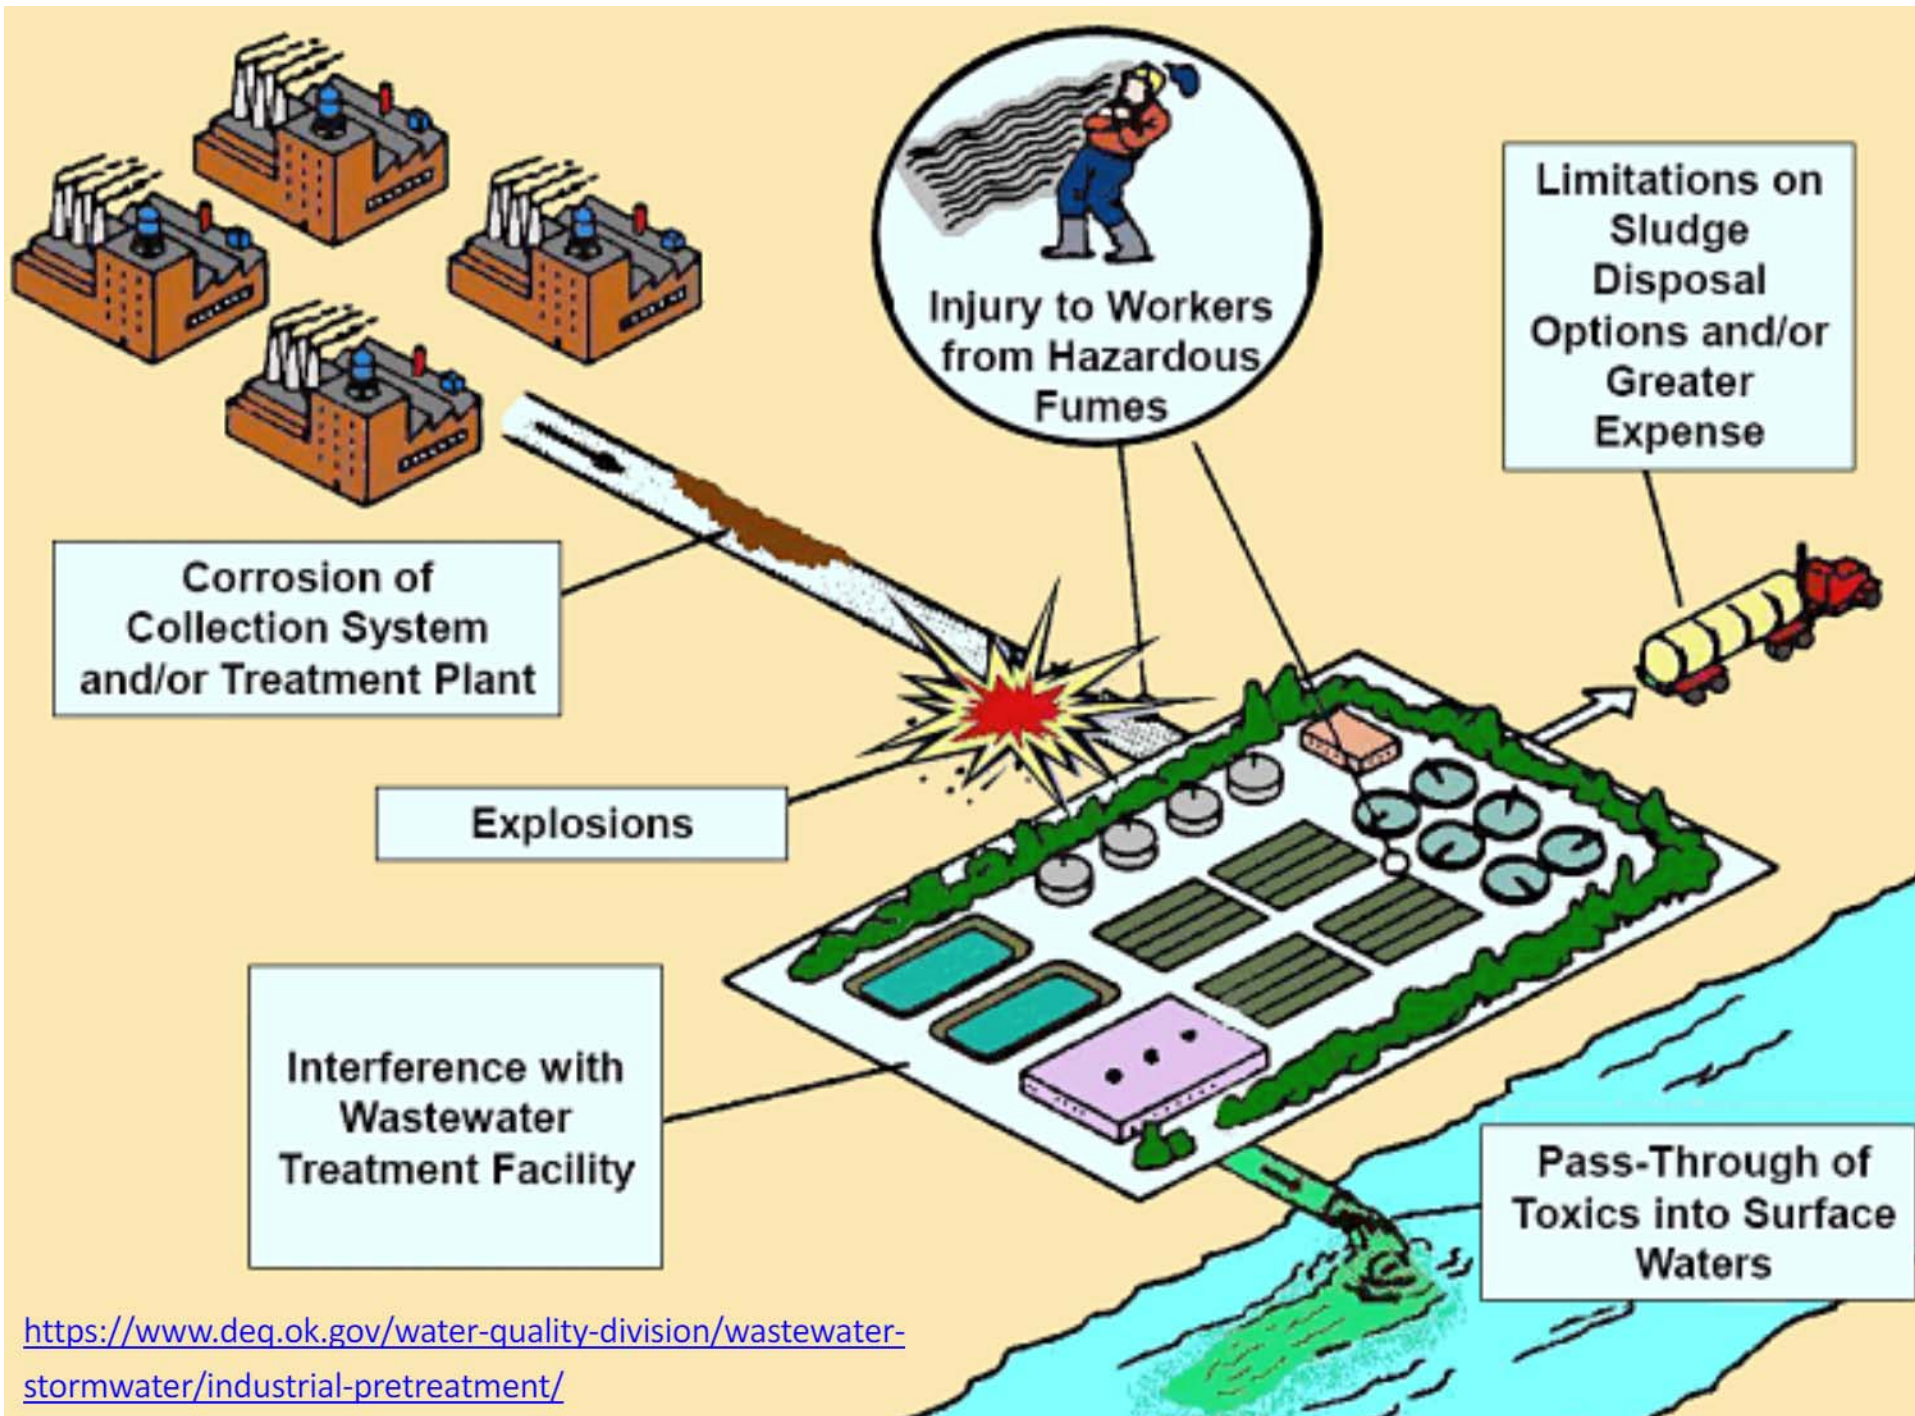 Injury to Workers
from Hazardous
Fumes
Limitations on
Sludge
Disposal
Options and/or
Greater
Expense
Corrosion of
Collection System
and/or Treatment Plant
Explosions
Interference with
Wastewater
Treatment Facility
Pass-Through of
Toxics into Surface
Waters
https://www.deq.ok.gov/water-quality-division/wastewater-
stormwater/industrial-pretreatment/